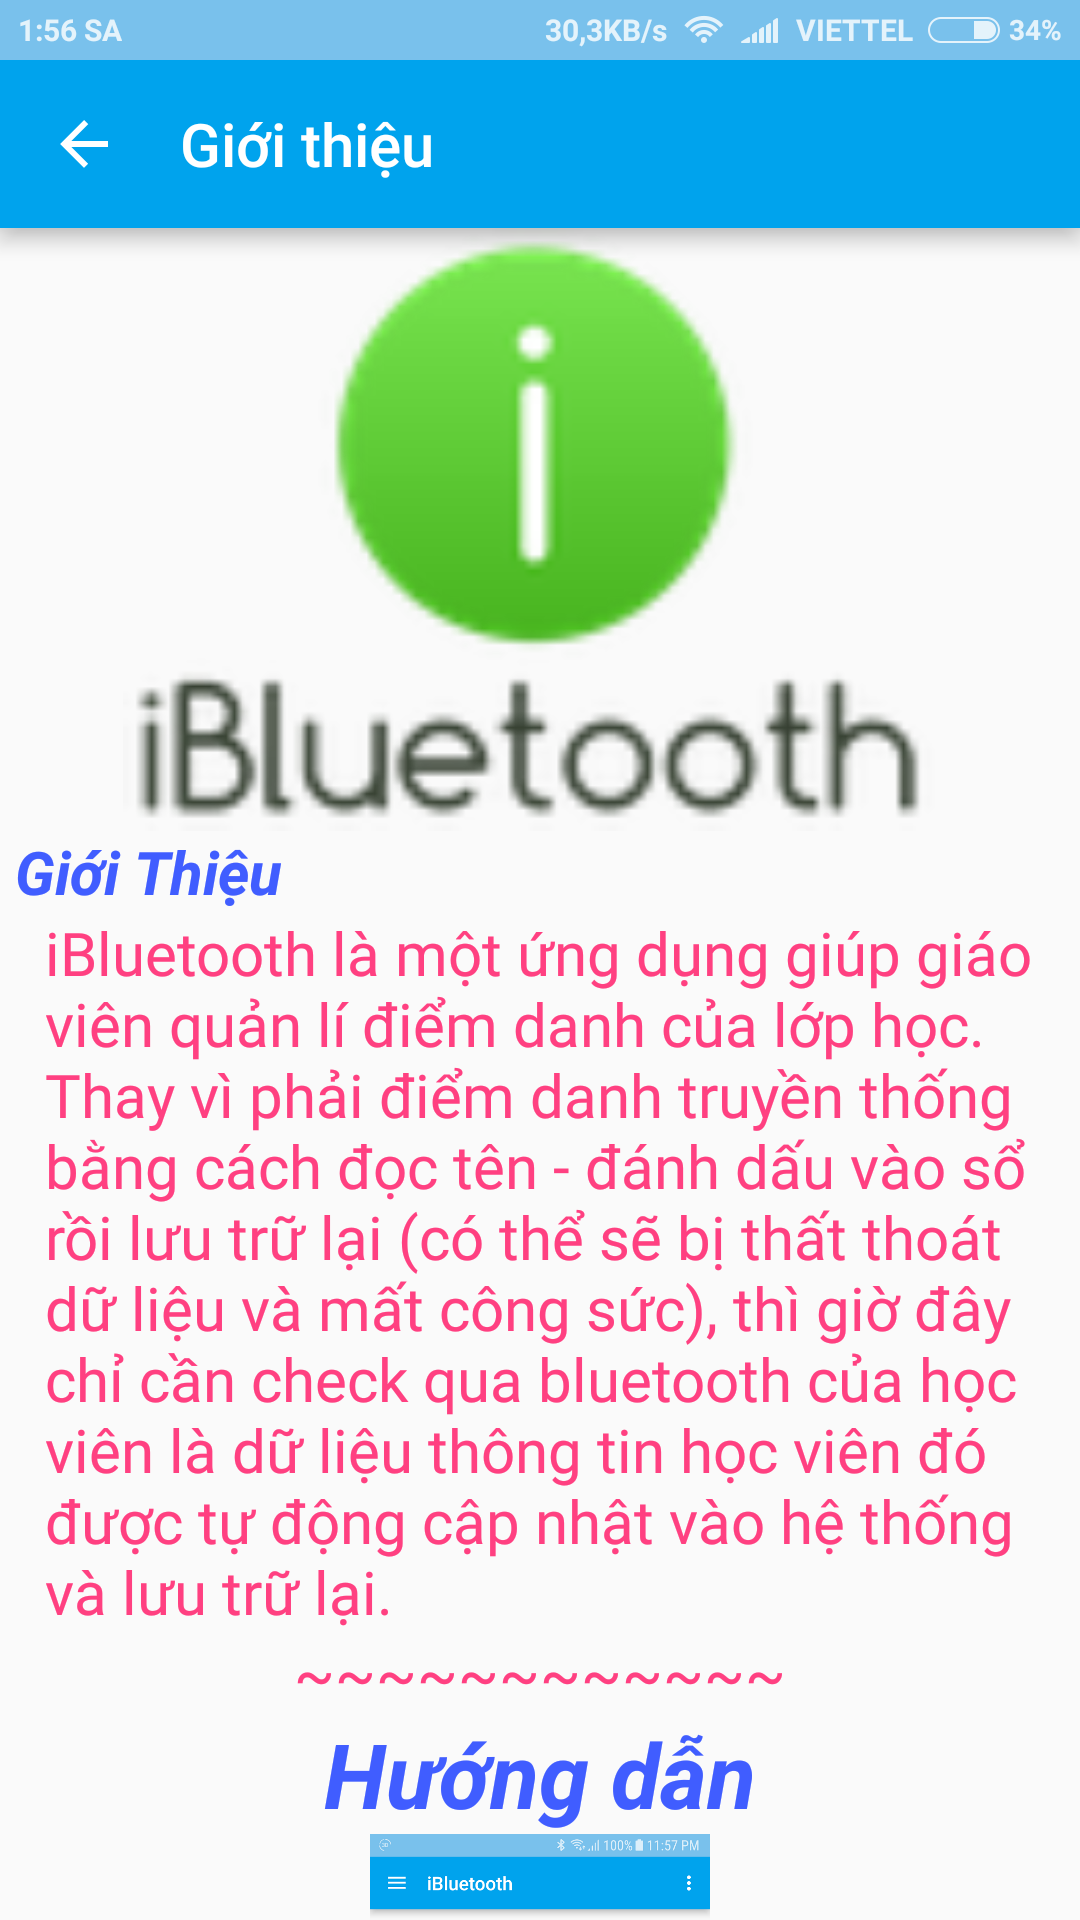 1:56 SA 30,3KB/s VIETTEL 34%
Giới thiệu
i
iBluetooth
Giới Thiệu
iBluetooth là một ứng dụng giúp giáo
viên quản lí điểm danh của lớp học.
Thay vì phải điểm danh truyền thống
bằng cách đọc tên - đánh dấu vào sổ
rồi lưu trữ lại (có thể sẽ bị thất thoát
dữ liệu và mất công sức), thì giờ đây
chỉ cần check qua bluetooth của học
viên là dữ liệu thông tin học viên đó
được tự động cập nhật vào hệ thống
và lưu trữ lại.
~~~~~~~~~~~~
Hướng dẫn
100% 11:57 PM
iBluetooth